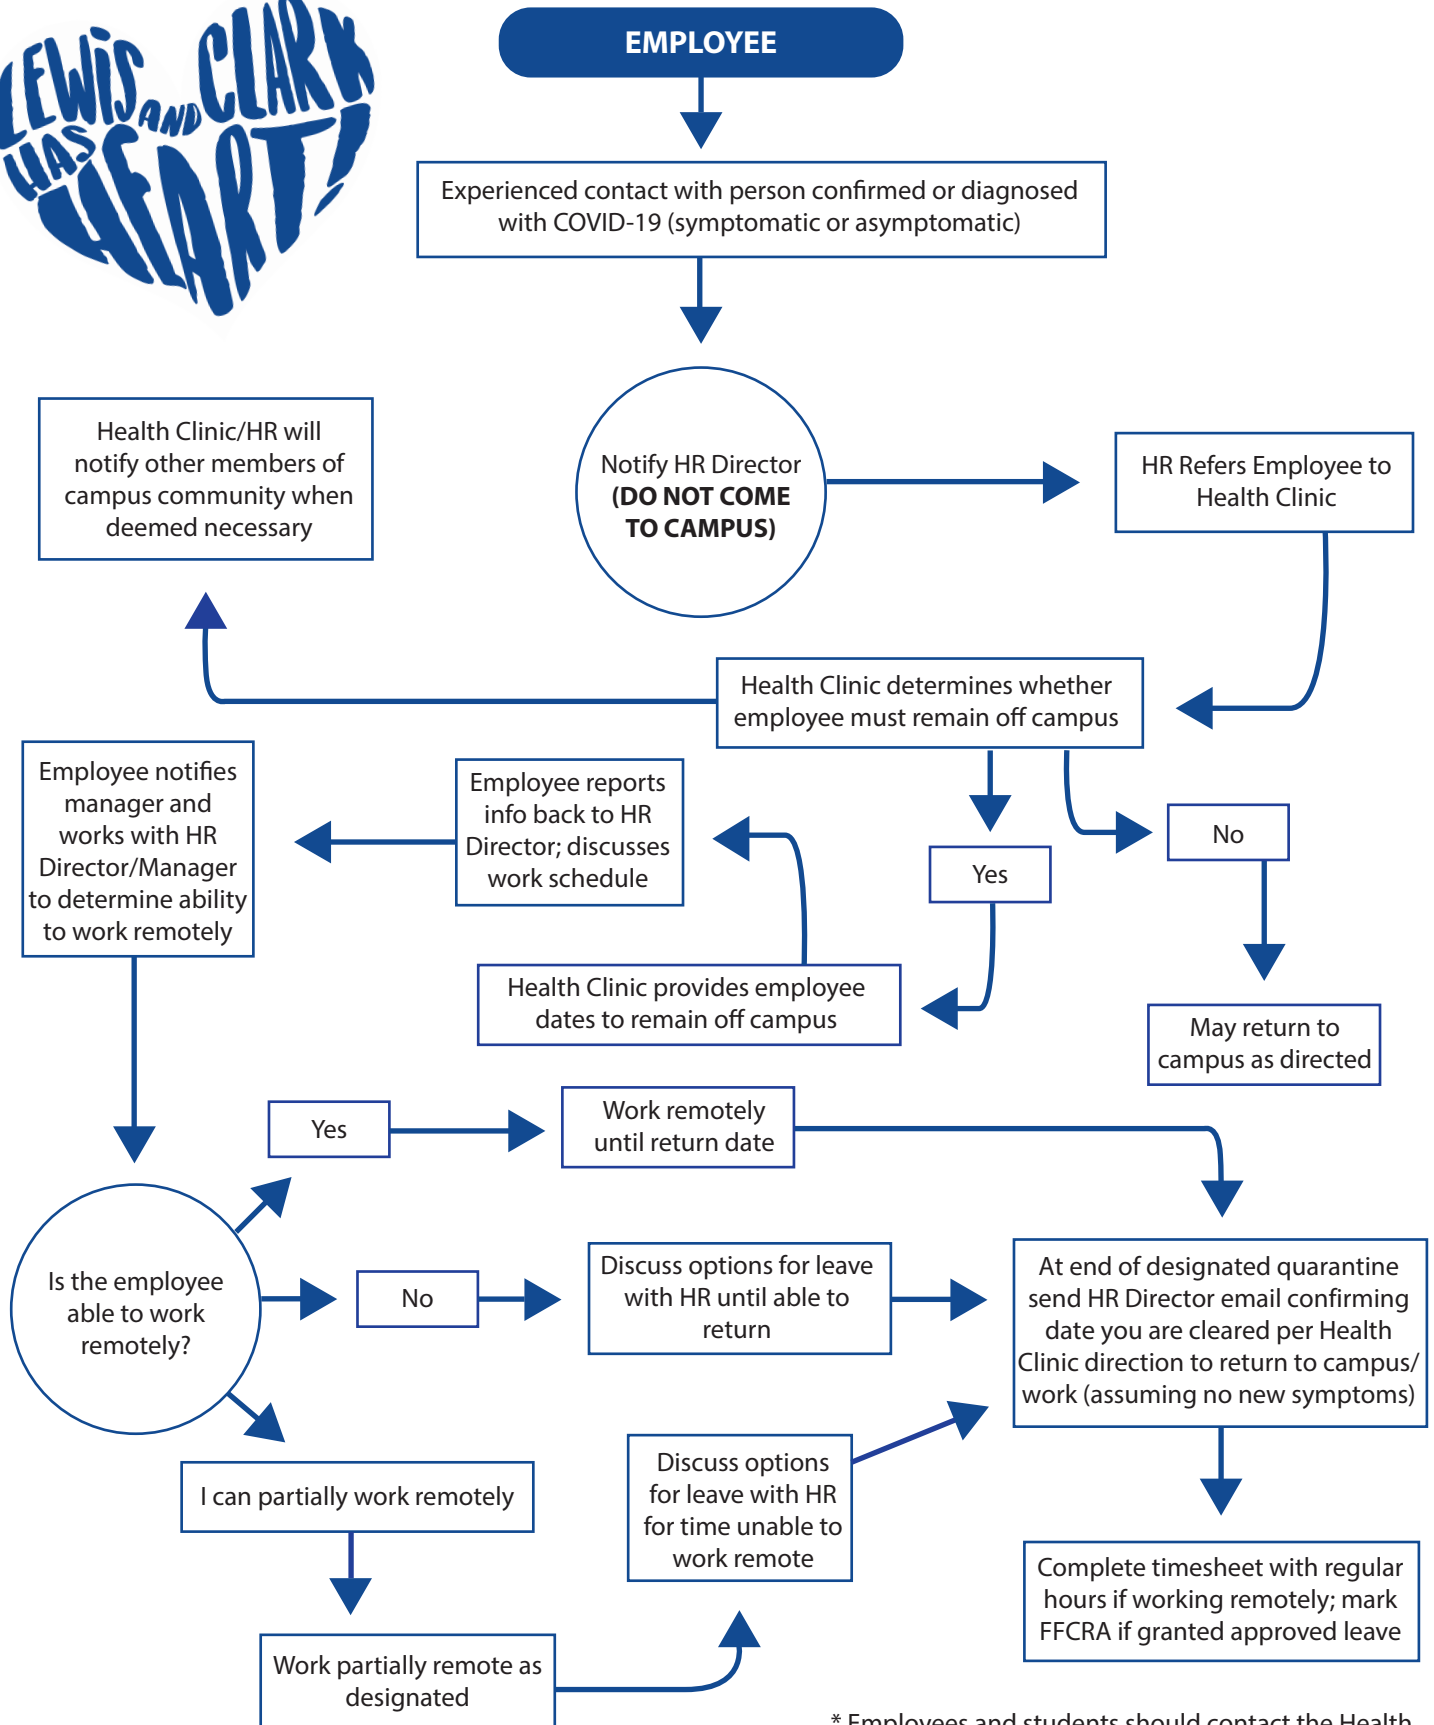 LEWIS AND CLARK
HAS
HEART!
EMPLOYEE
Experienced contact with person confirmed or diagnosed
with COVID-19 (symptomatic or asymptomatic)
Notify HR Director
(DO NOT COME
TO CAMPUS)
HR Refers Employee to
Health Clinic
Health Clinic/HR will
notify other members of
campus community when
deemed necessary
Health Clinic determines whether
employee must remain off campus
Yes
No
May return to
campus as directed
Health Clinic provides employee
dates to remain off campus
Employee reports
info back to HR
Director; discusses
work schedule
Employee notifies
manager and
works with HR
Director/Manager
to determine ability
to work remotely
Is the employee
able to work
remotely?
Yes
Work remotely
until return date
No
Discuss options for leave
with HR until able to
return
I can partially work remotely
Work partially remote as
designated
Discuss options
for leave with HR
for time unable to
work remote
At end of designated quarantine
send HR Director email confirming
date you are cleared per Health
Clinic direction to return to campus/
work (assuming no new symptoms)
Complete timesheet with regular
hours if working remotely; mark
FFCRA if granted approved leave
* Employees and students should contact the Health